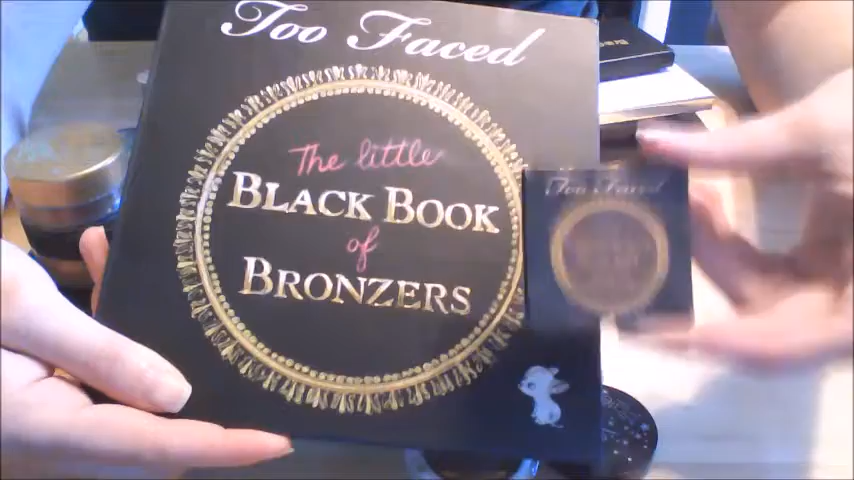 Too Faced
The little
BLACK BOOK
of
BRONZERS
Too Faced